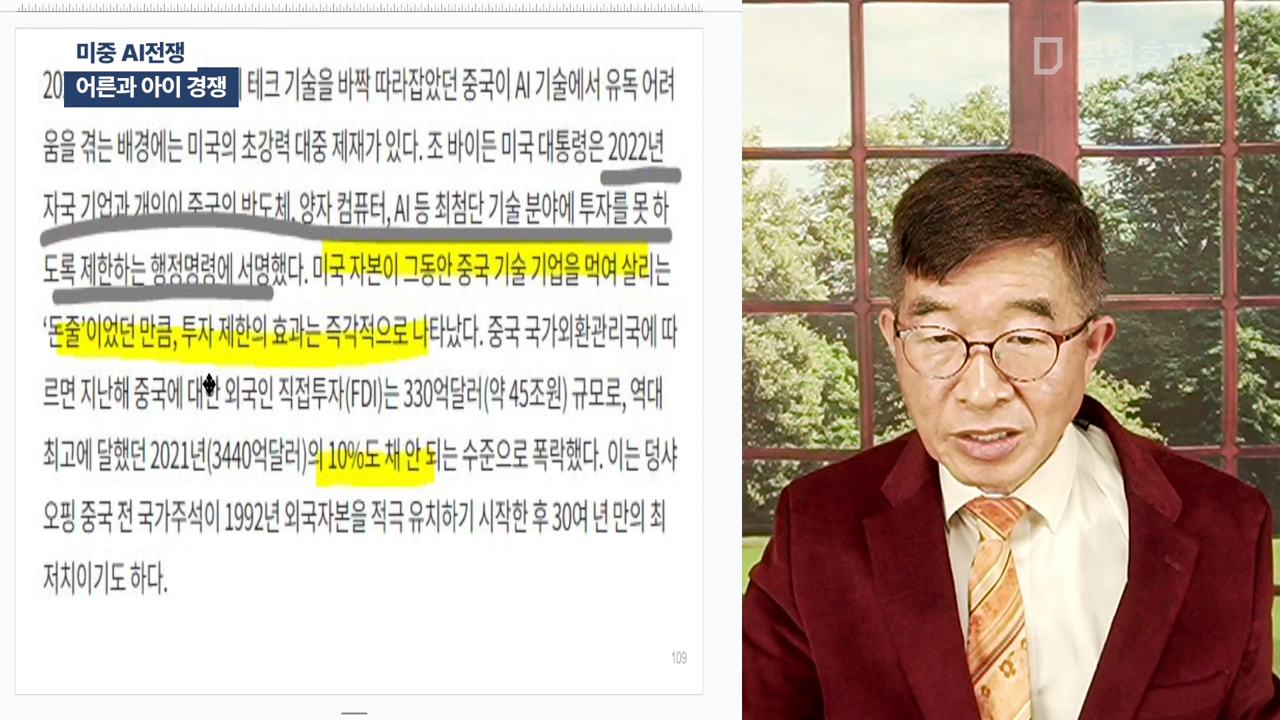 미중 AI전쟁
어른과 아이 경쟁
테크 기술을 바짝 따라잡았던 중국이 AI 기술에서 유독 어려
움을 겪는 배경에는 미국의 초강력 대중 제재가 있다. 조 바이든 미국 대통령은 2022년
자국 기업과 개인이 중국의 반도체, 양자 컴퓨터, AI 등 최첨단 기술 분야에 투자를 못 하
도록 제한하는 행정명령에 서명했다. 미국 자본이 그동안 중국 기술 기업을 먹여 살리는
‘돈줄’이었던 만큼, 투자 제한의 효과는 즉각적으로 나타났다. 중국 국가외환관리국에 따
르면 지난해 중국에 대한 외국인 직접투자(FDI)는 330억달러(약 45조원) 규모로, 역대
최고에 달했던 2021년(3440억달러)의 10%도 채 안 되는 수준으로 폭락했다. 이는 덩샤
오핑 중국 전 국가주석이 1992년 외국자본을 적극 유치하기 시작한 후 30여 년 만의 최
저치이기도 하다.
109
공병호